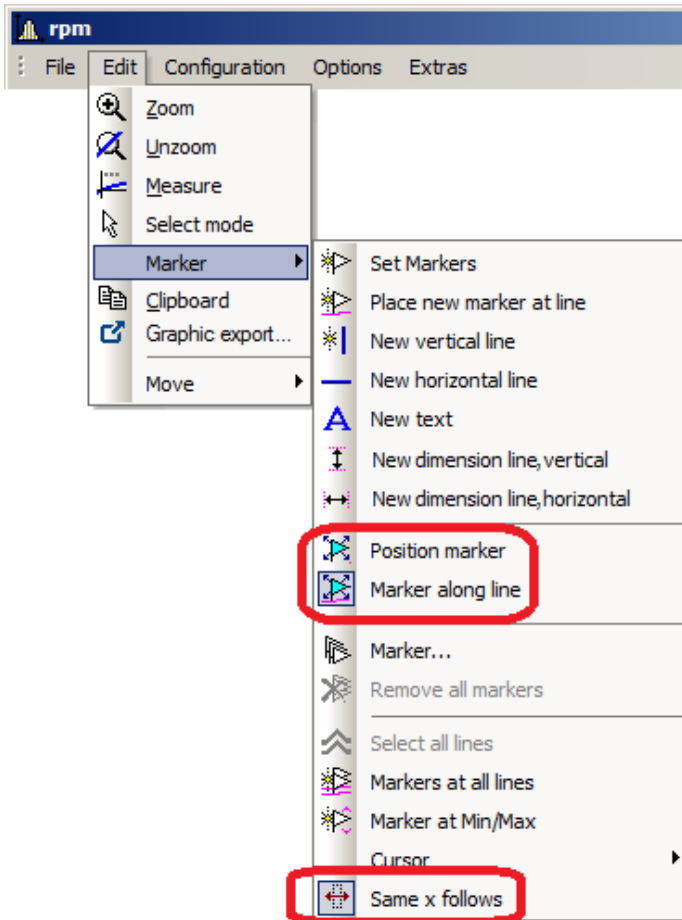 rpm
File Edit Configuration Options Extras
Zoom
Unzoom
Measure
Select mode
Marker
Clipboard
Graphic export...
Move
Set Markers
Place new marker at line
New vertical line
New horizontal line
New text
New dimension line,vertical
New dimension line,horizontal
Position marker
Marker along line
Marker...
Remove all markers
Select all lines
Markers at all lines
Marker at Min/Max
Cursor
Same x follows